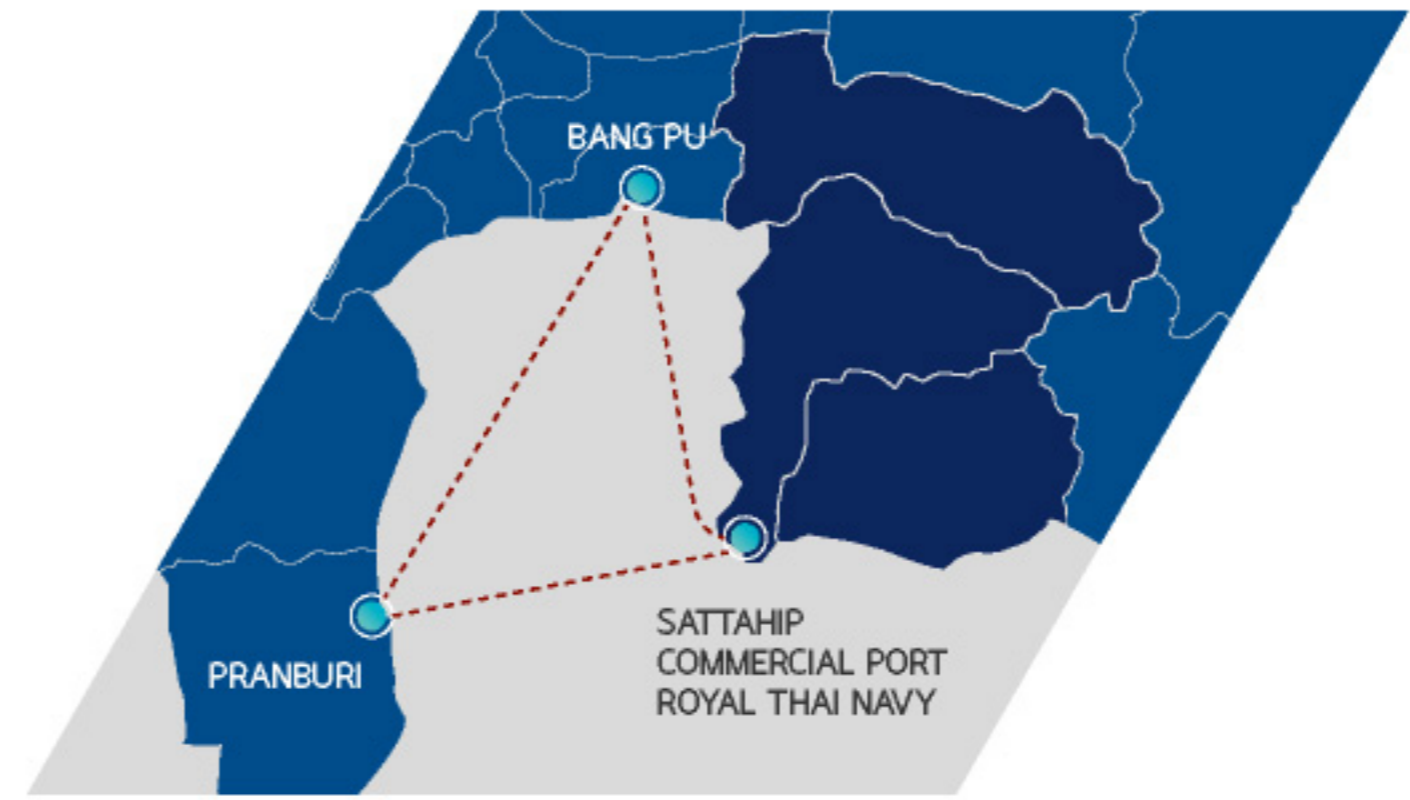 BANG PU
SATTAHIP
COMMERCIAL PORT
ROYAL THAI NAVY
PRANBURI